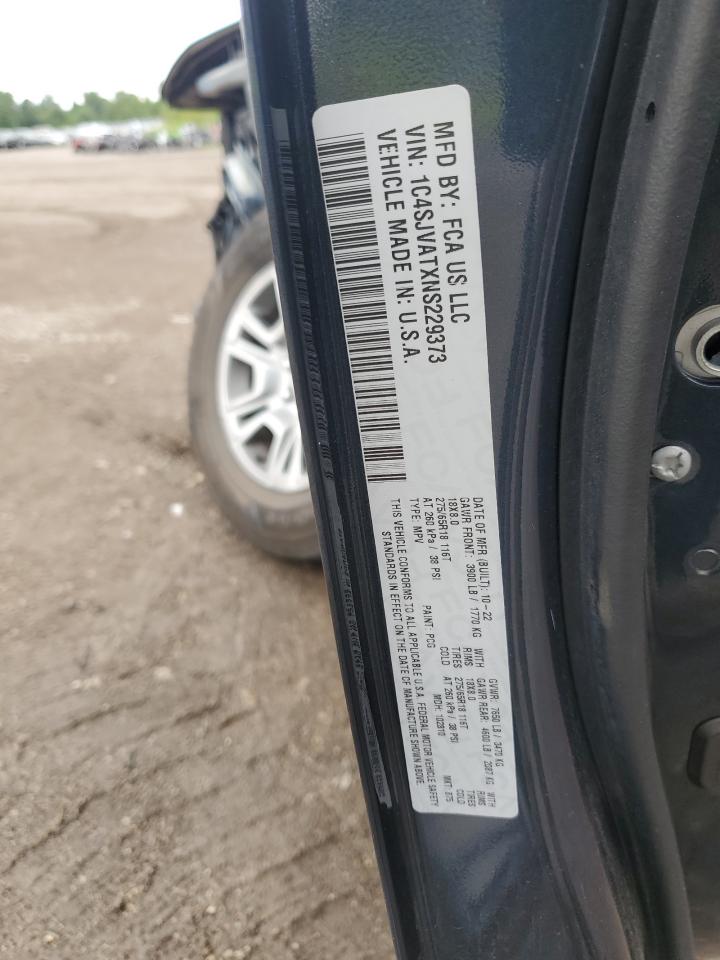 MFD BY: FCA US LLC
VIN: 1C4SJVATXNS229373
VEHICLE MADE IN: U.S.A.
DATE OF MFR (BUILT): 10-22 GVWR: 7650 LB / 3470 KG
GAWR FRONT: 3900 LB / 1770 KG WITH GAWR REAR: 4600 LB / 2087 KG WITH
18X8.0 RIMS 18X8.0 RIMS
275/65R18 116T TIRES 275/65R18 116T TIRES
AT 260 kPa / 38 PSI COLD AT 260 kPa / 38 PSI COLD
TYPE: MPV PAINT: PCG MDH: 102810 MKT: 875
THIS VEHICLE CONFORMS TO ALL APPLICABLE U.S.A. FEDERAL MOTOR VEHICLE SAFETY
STANDARDS IN EFFECT ON THE DATE OF MANUFACTURE SHOWN ABOVE.